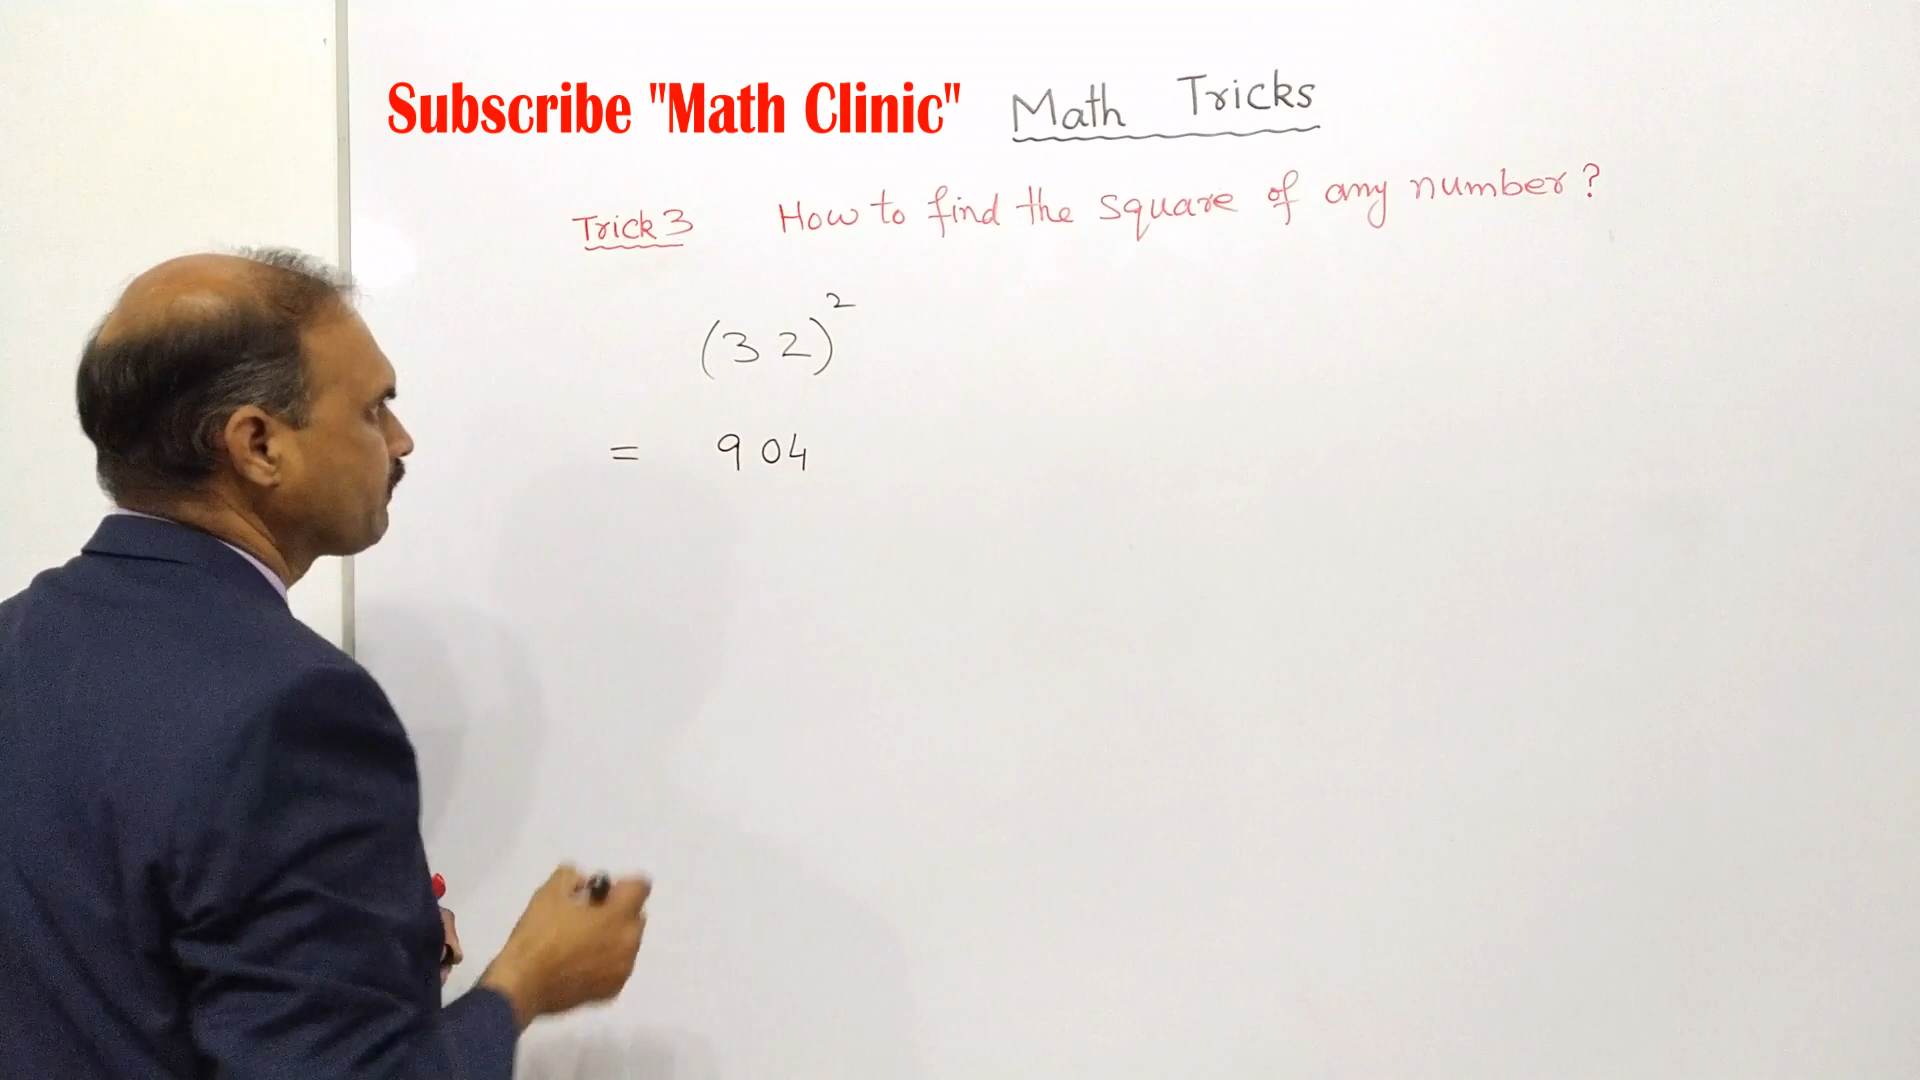 Subscribe "Math Clinic" Math Tricks
Trick 3 How to find the square of any number?
(32)²
= 904